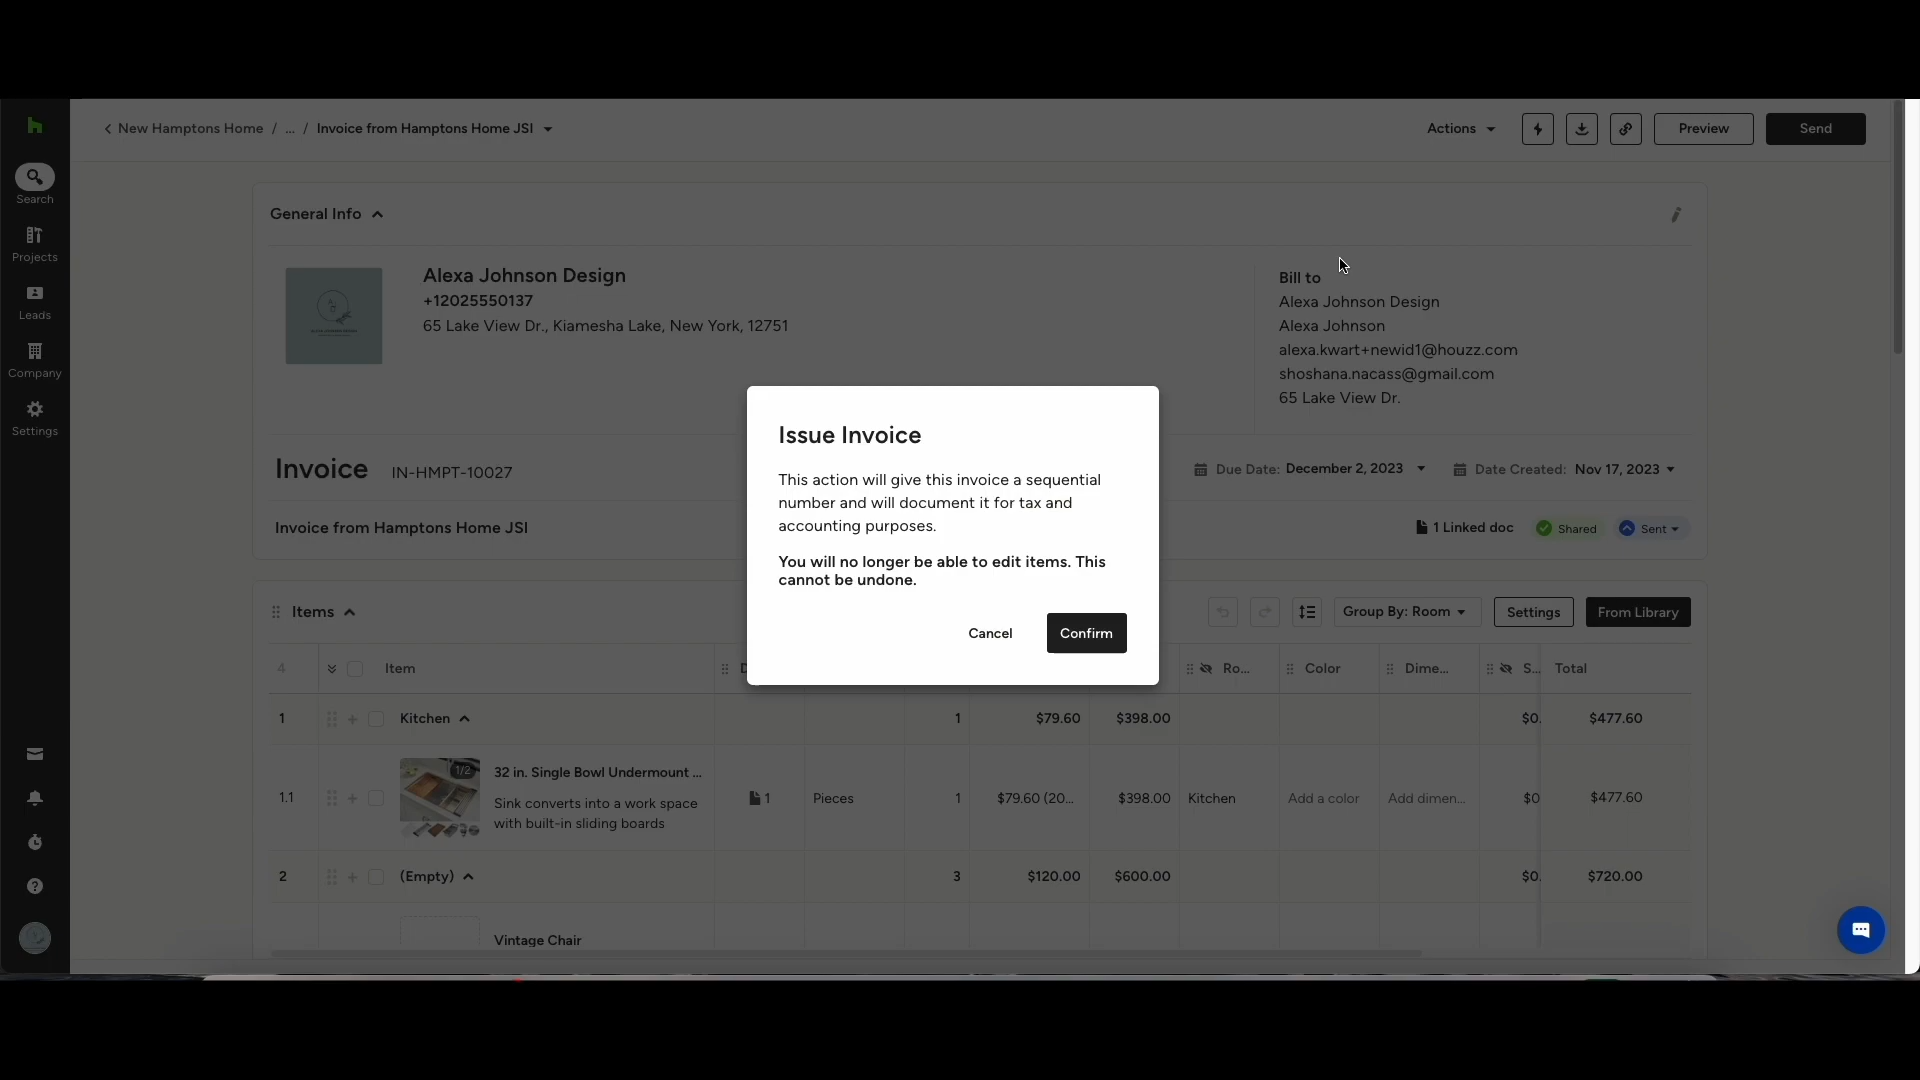 New Hamptons Home / ... / Invoice from Hamptons Home JSI
Actions
Preview
Send
Search
Projects
Leads
Company
Settings
General Info
Alexa Johnson Design
+12025550137
65 Lake View Dr., Kiamesha Lake, New York, 12751
Bill to
Alexa Johnson Design
Alexa Johnson
alexa.kwart+newid1@houzz.com
shoshana.nacass@gmail.com
65 Lake View Dr.
Invoice IN-HMPT-10027
Due Date: December 2, 2023
Date Created: Nov 17, 2023
Invoice from Hamptons Home JSI
1 Linked doc
Shared
Sent
Issue Invoice
This action will give this invoice a sequential
number and will document it for tax and
accounting purposes.
You will no longer be able to edit items. This
cannot be undone.
Cancel
Confirm
Items
Group By: Room
Settings
From Library
4 Item D Ro... Color Dime... S... Total
1 Kitchen 1 $79.60 $398.00 $0. $477.60
1.1 1/2 32 in. Single Bowl Undermount ...
Sink converts into a work space
with built-in sliding boards
1 Pieces 1 $79.60 (20... $398.00 Kitchen Add a color Add dimen... $0 $477.60
2 (Empty) 3 $120.00 $600.00 $0. $720.00
Vintage Chair